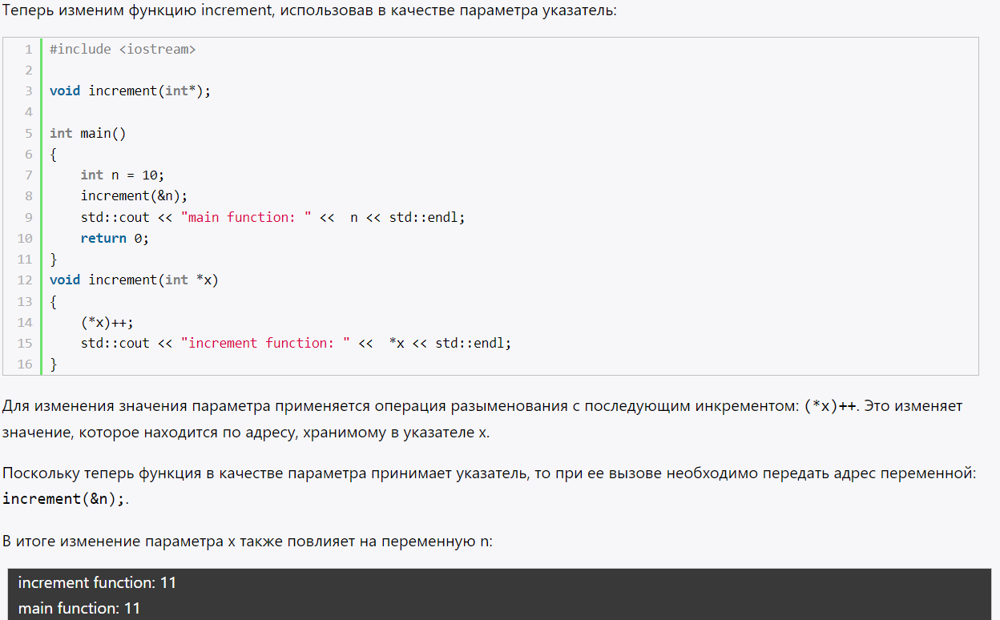 Теперь изменим функцию increment, использовав в качестве параметра указатель:
1 #include <iostream>
2
3 void increment(int*);
4
5 int main()
6 {
7     int n = 10;
8     increment(&n);
9     std::cout << "main function: " <<  n << std::endl;
10     return 0;
11 }
12 void increment(int *x)
13 {
14     (*x)++;
15     std::cout << "increment function: " <<  *x << std::endl;
16 }
Для изменения значения параметра применяется операция разыменования с последующим инкрементом: (*x)++. Это изменяет
значение, которое находится по адресу, хранимому в указателе x.
Поскольку теперь функция в качестве параметра принимает указатель, то при ее вызове необходимо передать адрес переменной:
increment(&n);.
В итоге изменение параметра x также повлияет на переменную n:
increment function: 11
main function: 11